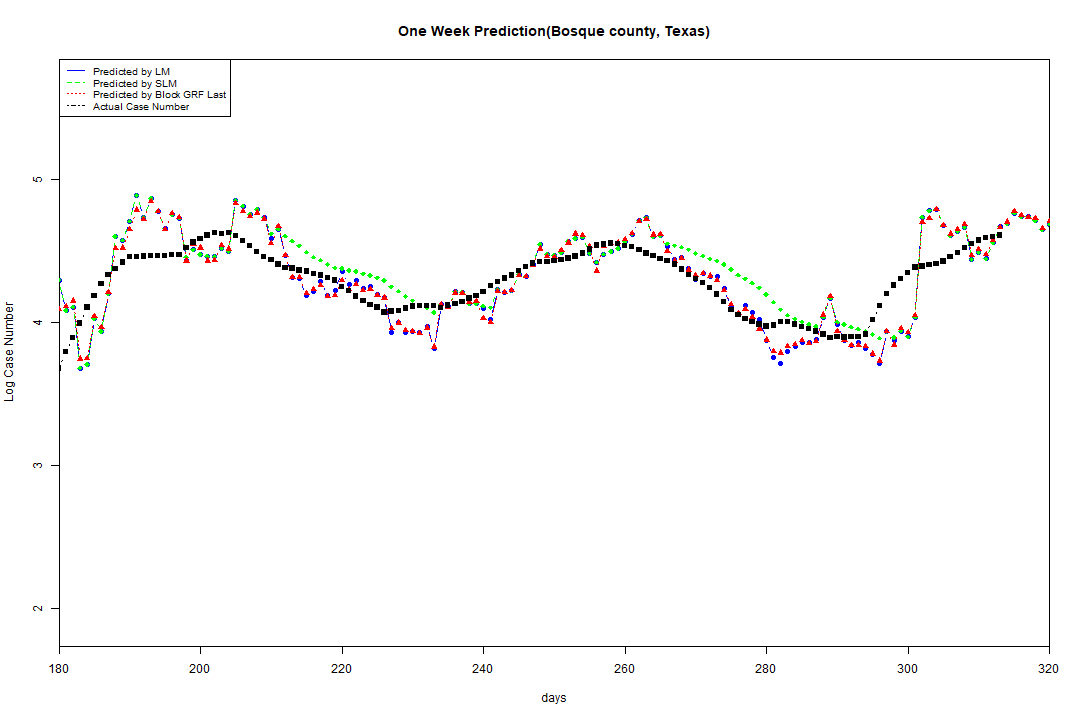 One Week Prediction(Bosque county, Texas)
Predicted by LM
Predicted by SLM
Predicted by Block GRF Last
Actual Case Number
5
4
3
2
Log Case Number
180 200 220 240 260 280 300 320
days